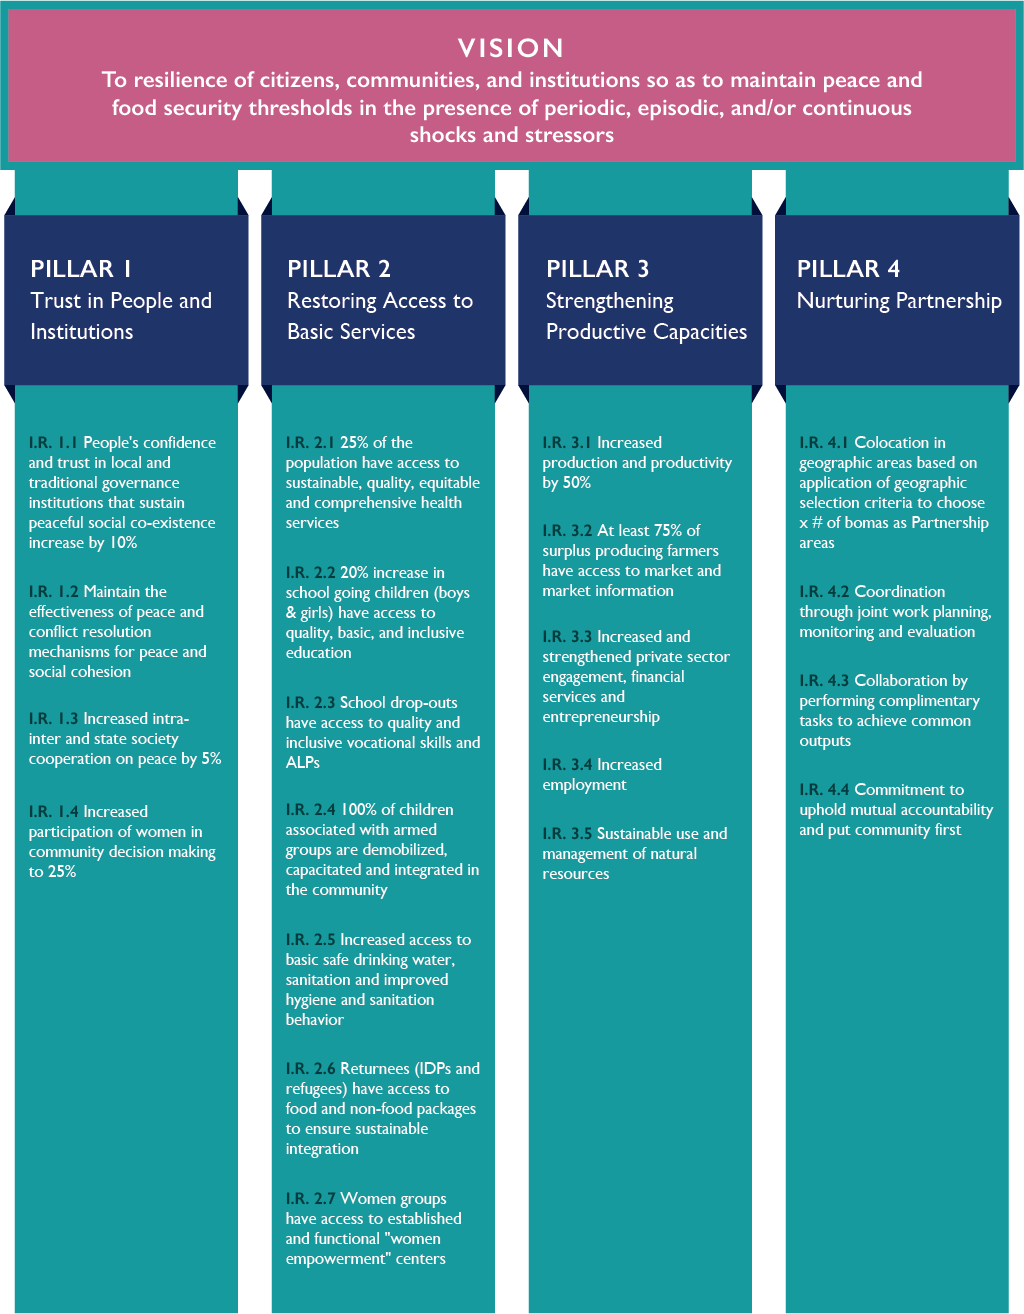 VISION
To resilience of citizens, communities, and institutions so as to maintain peace and
food security thresholds in the presence of periodic, episodic, and/or continuous
shocks and stressors
PILLAR 1
Trust in People and
Institutions
I.R. 1.1 People's confidence
and trust in local and
traditional governance
institutions that sustain
peaceful social co-existence
increase by 10%
I.R. 1.2 Maintain the
effectiveness of peace and
conflict resolution
mechanisms for peace and
social cohesion
I.R. 1.3 Increased intra-
inter and state society
cooperation on peace by 5%
I.R. 1.4 Increased
participation of women in
community decision making
to 25%
PILLAR 2
Restoring Access to
Basic Services
I.R. 2.1 25% of the
population have access to
sustainable, quality, equitable
and comprehensive health
services
I.R. 2.2 20% increase in
school going children (boys
& girls) have access to
quality, basic, and inclusive
education
I.R. 2.3 School drop-outs
have access to quality and
inclusive vocational skills and
ALPs
I.R. 2.4 100% of children
associated with armed
groups are demobilized,
capacitated and integrated in
the community
I.R. 2.5 Increased access to
basic safe drinking water,
sanitation and improved
hygiene and sanitation
behavior
I.R. 2.6 Returnees (IDPs and
refugees) have access to
food and non-food packages
to ensure sustainable
integration
I.R. 2.7 Women groups
have access to established
and functional "women
empowerment" centers
PILLAR 3
Strengthening
Productive Capacities
I.R. 3.1 Increased
production and productivity
by 50%
I.R. 3.2 At least 75% of
surplus producing farmers
have access to market and
market information
I.R. 3.3 Increased and
strengthened private sector
engagement, financial
services and
entrepreneurship
I.R. 3.4 Increased
employment
I.R. 3.5 Sustainable use and
management of natural
resources
PILLAR 4
Nurturing Partnership
I.R. 4.1 Colocation in
geographic areas based on
application of geographic
selection criteria to choose
x # of bomas as Partnership
areas
I.R. 4.2 Coordination
through joint work planning,
monitoring and evaluation
I.R. 4.3 Collaboration by
performing complimentary
tasks to achieve common
outputs
I.R. 4.4 Commitment to
uphold mutual accountability
and put community first